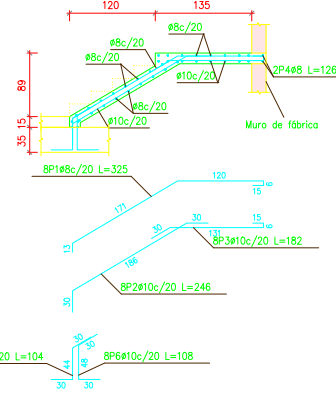 120
135
ø8c/20
ø8c/20
ø8c/20
ø10c/20
2P4ø8 L=126
89
ø8c/20
ø10c/20
15
35
Muro de fábrica
8P1ø8c/20 L=325
120
15
6
171
13
30
30
15
6
131
8P3ø10c/20 L=182
186
30
8P2ø10c/20 L=246
30
30
20 L=104
44
48
8P6ø10c/20 L=108
30
30